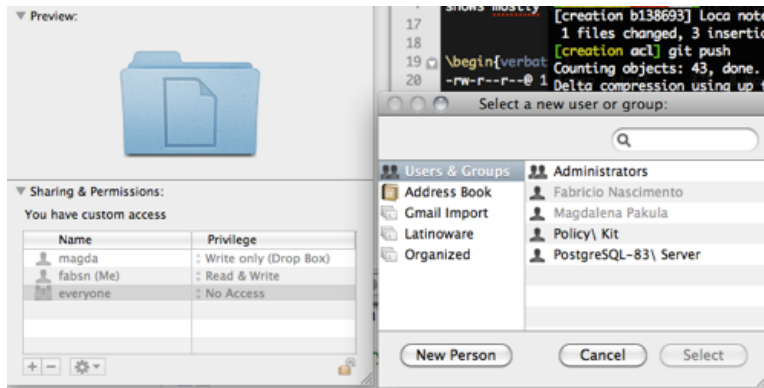 Preview:
Sharing & Permissions:
You have custom access
Name Privilege
magda Write only (Drop Box)
fabsn (Me) Read & Write
everyone No Access
shows mostly
17
18
19 \begin{verbat
20 -rw-r--r--@ 1
[creation b138693] Loca note
1 files changed, 3 insertic
[creation acl] git push
Counting objects: 43, done.
Delta compression using up
Select a new user or group:
Users & Groups
Address Book
Gmail Import
Latinoware
Organized
Administrators
Fabricio Nascimento
Magdalena Pakula
Policy\ Kit
PostgreSQL-83\ Server
New Person Cancel Select